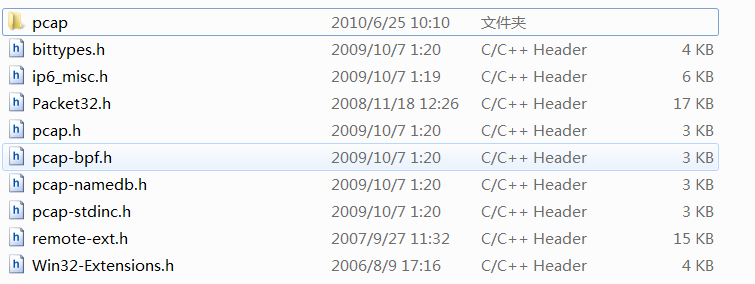 pcap 2010/6/25 10:10 文件夹
bittypes.h 2009/10/7 1:20 C/C++ Header 4 KB
ip6_misc.h 2009/10/7 1:19 C/C++ Header 6 KB
Packet32.h 2008/11/18 12:26 C/C++ Header 17 KB
pcap.h 2009/10/7 1:20 C/C++ Header 3 KB
pcap-bpf.h 2009/10/7 1:20 C/C++ Header 3 KB
pcap-namedb.h 2009/10/7 1:20 C/C++ Header 3 KB
pcap-stdinc.h 2009/10/7 1:20 C/C++ Header 3 KB
remote-ext.h 2007/9/27 11:32 C/C++ Header 15 KB
Win32-Extensions.h 2006/8/9 17:16 C/C++ Header 4 KB